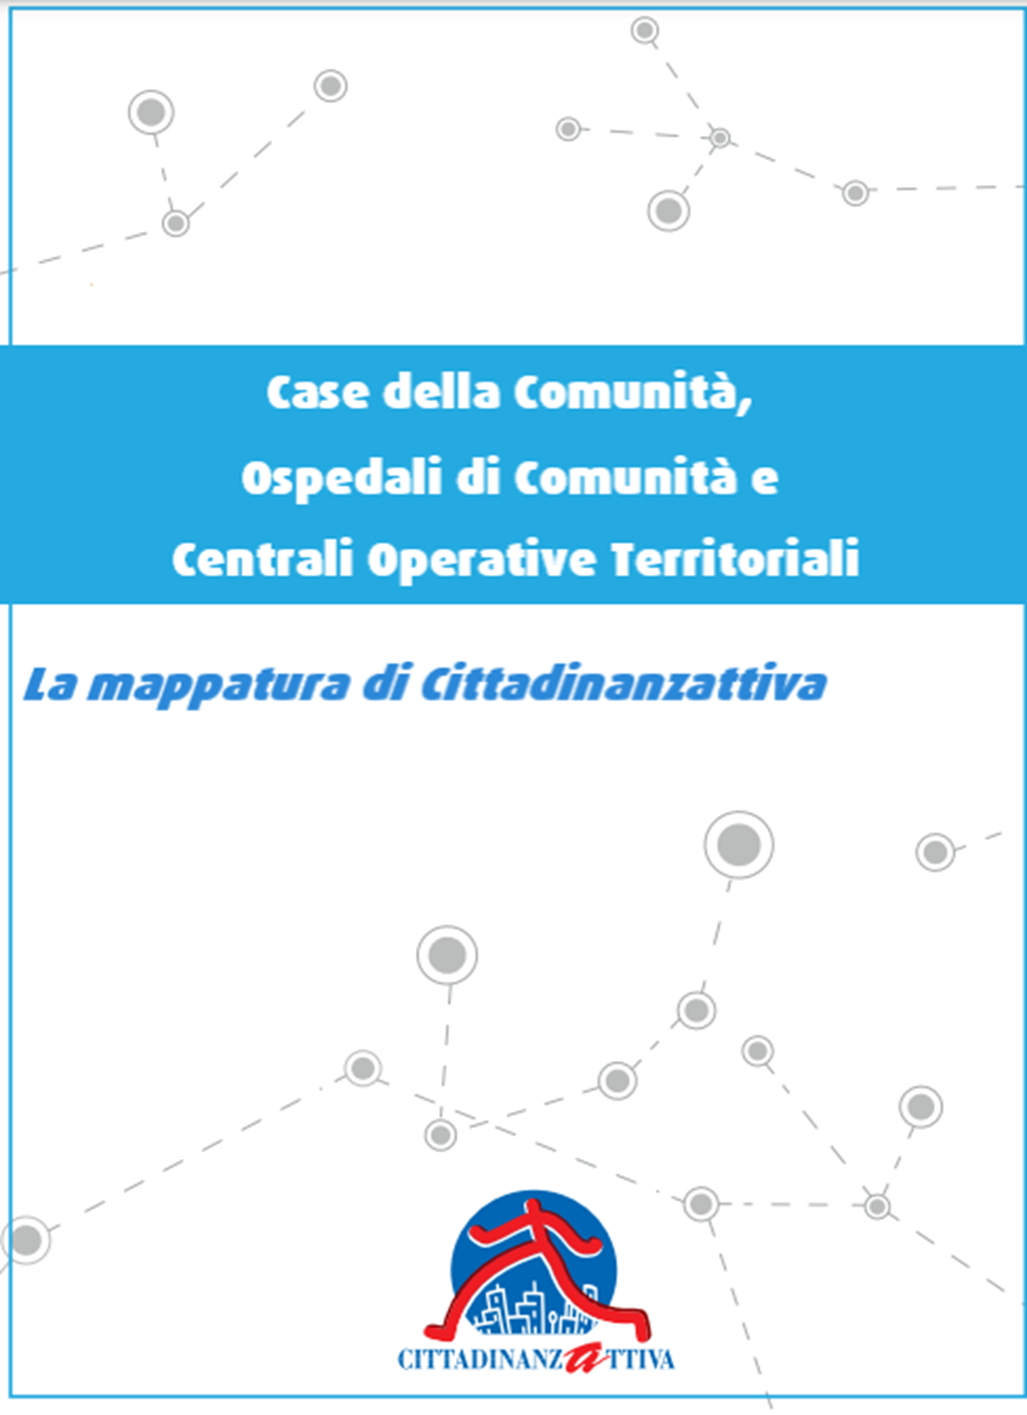 Case della Comunità,
Ospedali di Comunità e
Centrali Operative Territoriali
La mappatura di Cittadinanzattiva
CITTADINANZaTTIVA